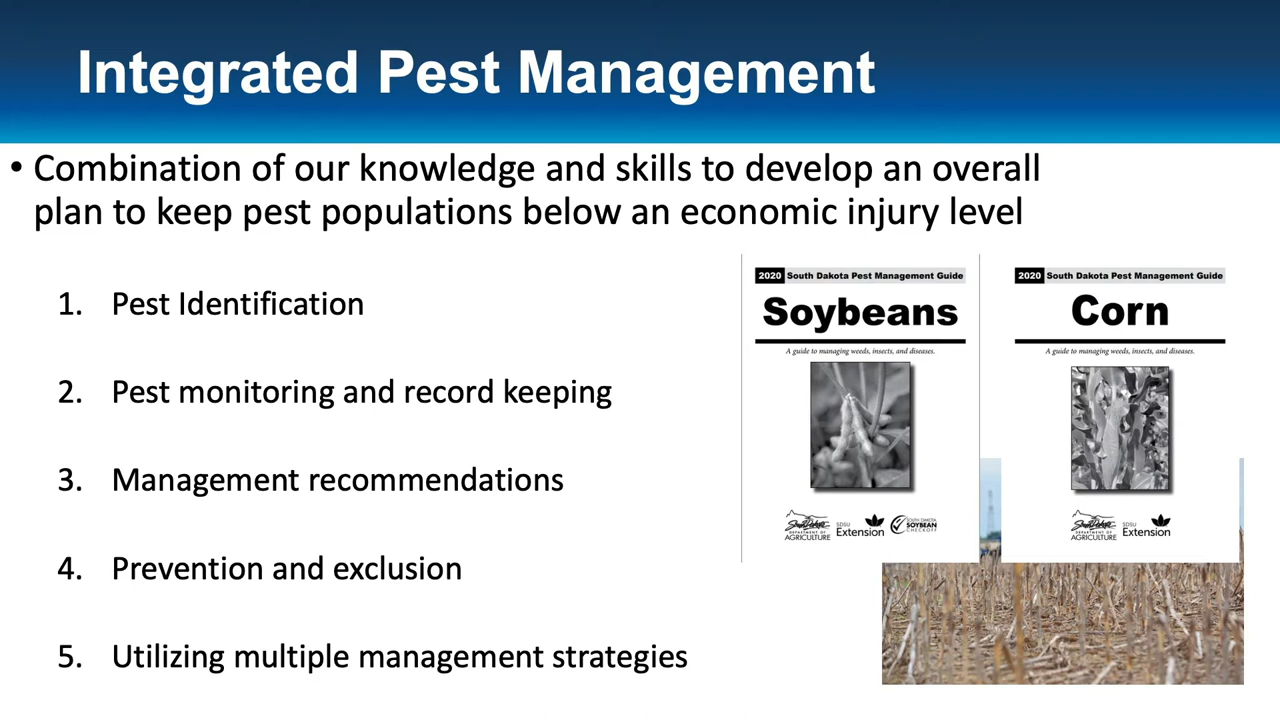 Integrated Pest Management
• Combination of our knowledge and skills to develop an overall
plan to keep pest populations below an economic injury level
1. Pest Identification
2. Pest monitoring and record keeping
3. Management recommendations
4. Prevention and exclusion
5. Utilizing multiple management strategies
2020 South Dakota Pest Management Guide
Soybeans
A guide to managing weeds, insects, and diseases.
South Dakota
DEPARTMENT OF
AGRICULTURE
SDSU
Extension
SOUTH DAKOTA
SOYBEAN
CHECKOFF
2020 South Dakota Pest Management Guide
Corn
A guide to managing weeds, insects, and diseases.
South Dakota
DEPARTMENT OF
AGRICULTURE
SDSU
Extension